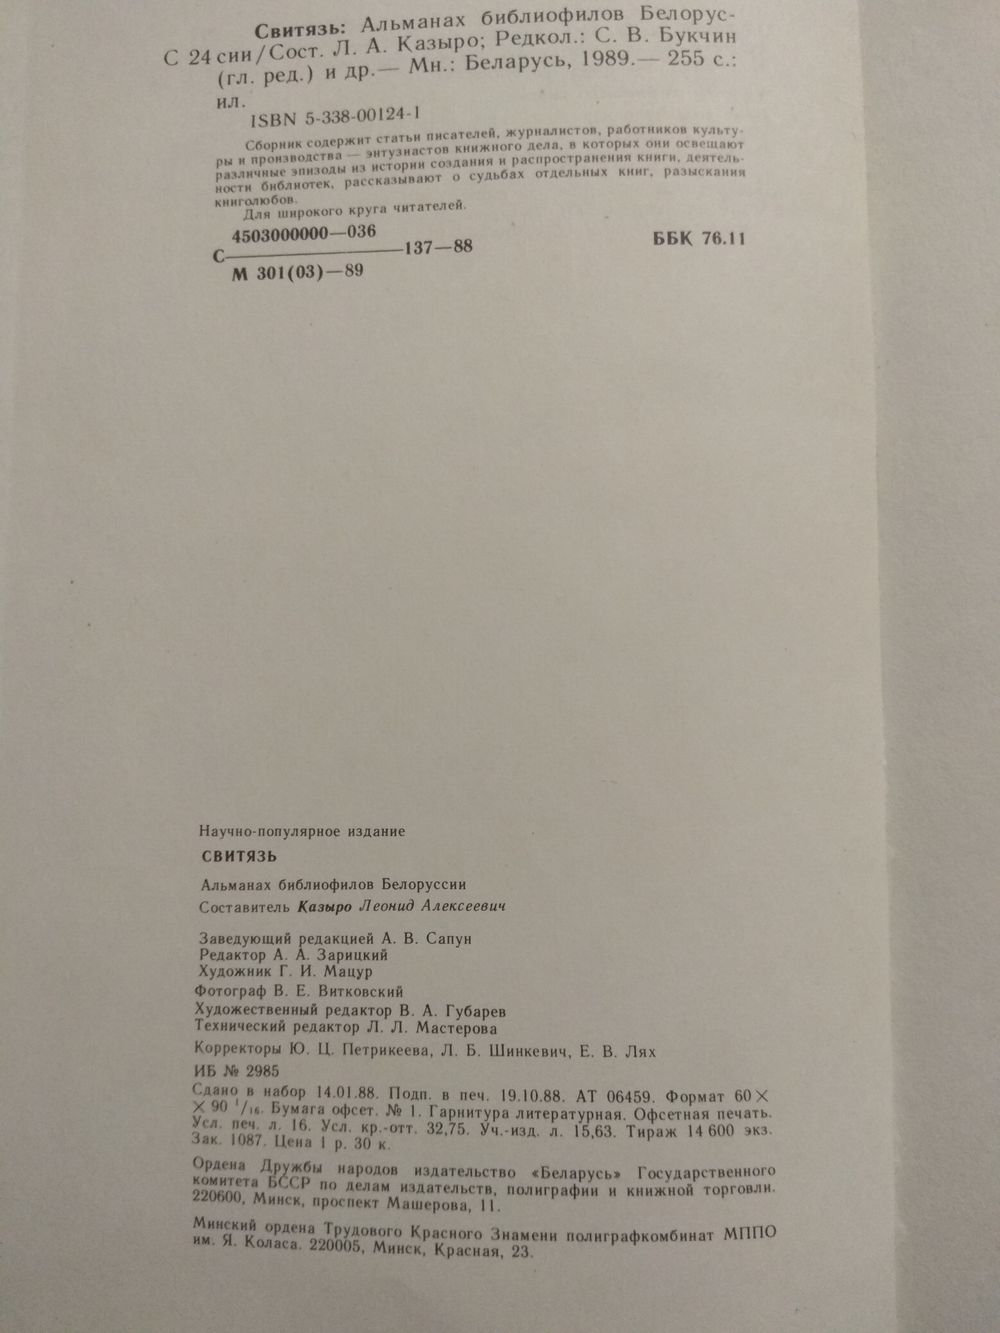 Свитязь: Альманах библиофилов Белорус-
С 24 сии/Сост. Л. А. Казыро; Редкол.: С. В. Букчин
(гл. ред.) и др.— Мн.: Беларусь, 1989.— 255 с.:
ил.
ISBN 5-338-00124-1
Сборник содержит статьи писателей, журналистов, работников культу-
ры и производства — энтузиастов книжного дела, в которых они освещают
различные эпизоды из истории создания и распространения книги, деятель-
ности библиотек, рассказывают о судьбах отдельных книг, разыскания
книголюбов.
Для широкого круга читателей.
4503000000—036
С————137—88
М 301(03)—89
ББК 76.11
Научно-популярное издание
СВИТЯЗЬ
Альманах библиофилов Белоруссии
Составитель Казыро Леонид Алексеевич
Заведующий редакцией А. В. Сапун
Редактор А. А. Зарицкий
Художник Г. И. Мацур
Фотограф В. Е. Витковский
Художественный редактор В. А. Губарев
Технический редактор Л. Л. Мастерова
Корректоры Ю. Ц. Петрикеева, Л. Б. Шинкевич, Е. В. Лях
ИБ № 2985
Сдано в набор 14.01.88. Подп. в печ. 19.10.88. АТ 06459. Формат 60×
×90 1/16. Бумага офсет. № 1. Гарнитура литературная. Офсетная печать.
Усл. печ. л. 16. Усл. кр.-отт. 32,75. Уч.-изд. л. 15,63. Тираж 14 600 экз.
Зак. 1087. Цена 1 р. 30 к.
Ордена Дружбы народов издательство «Беларусь» Государственного
комитета БССР по делам издательств, полиграфии и книжной торговли.
220600, Минск, проспект Машерова, 11.
Минский ордена Трудового Красного Знамени полиграфкомбинат МППО
им. Я. Коласа. 220005, Минск, Красная, 23.